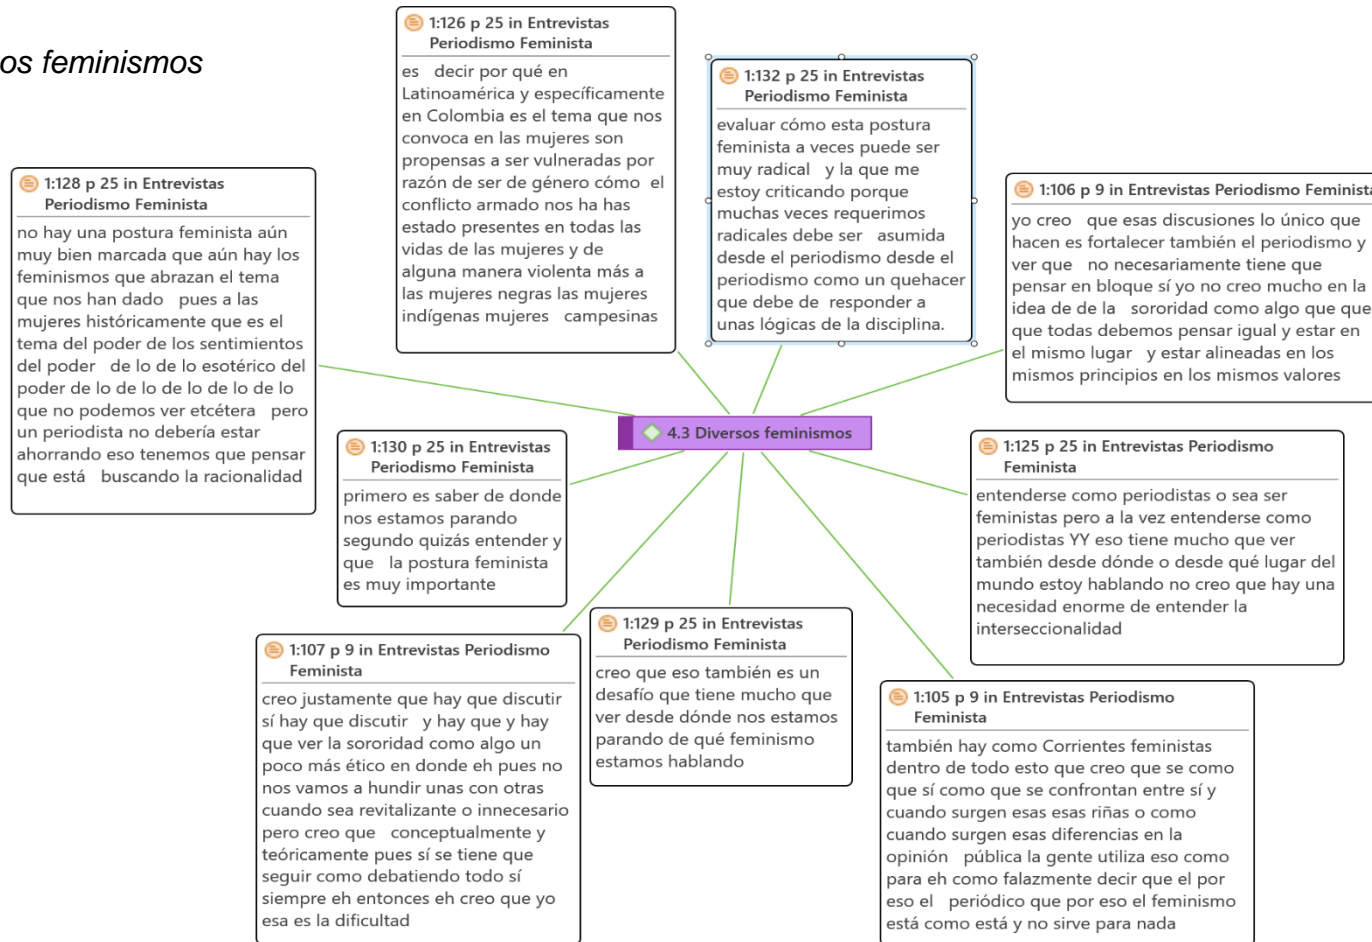 os feminismos
1:126 p 25 in Entrevistas
Periodismo Feminista
es decir por qué en
Latinoamérica y específicamente
en Colombia es el tema que nos
convoca en las mujeres son
propensas a ser vulneradas por
razón de ser de género cómo el
conflicto armado nos ha has
estado presentes en todas las
vidas de las mujeres y de
alguna manera violenta más a
las mujeres negras las mujeres
indígenas mujeres campesinas
1:132 p 25 in Entrevistas
Periodismo Feminista
evaluar cómo esta postura
feminista a veces puede ser
muy radical y la que me
estoy criticando porque
muchas veces requerimos
radicales debe ser asumida
desde el periodismo desde el
periodismo como un quehacer
que debe de responder a
unas lógicas de la disciplina.
1:128 p 25 in Entrevistas
Periodismo Feminista
no hay una postura feminista aún
muy bien marcada que aún hay los
feminismos que abrazan el tema
que nos han dado pues a las
mujeres históricamente que es el
tema del poder de los sentimientos
del poder de lo de lo esotérico del
poder de lo de lo de lo de lo de lo
que no podemos ver etcétera pero
un periodista no debería estar
ahorrando eso tenemos que pensar
que está buscando la racionalidad
1:106 p 9 in Entrevistas Periodismo Feminista
yo creo que esas discusiones lo único que
hacen es fortalecer también el periodismo y
ver que no necesariamente tiene que
pensar en bloque sí yo no creo mucho en la
idea de de la sororidad como algo que que
que todas debemos pensar igual y estar en
el mismo lugar y estar alineadas en los
mismos principios en los mismos valores
4.3 Diversos feminismos
1:130 p 25 in Entrevistas
Periodismo Feminista
primero es saber de donde
nos estamos parando
segundo quizás entender y
que la postura feminista
es muy importante
1:125 p 25 in Entrevistas Periodismo
Feminista
entenderse como periodistas o sea ser
feministas pero a la vez entenderse como
periodistas YY eso tiene mucho que ver
también desde dónde o desde qué lugar del
mundo estoy hablando no creo que hay una
necesidad enorme de entender la
interseccionalidad
1:107 p 9 in Entrevistas Periodismo
Feminista
creo justamente que hay que discutir
sí hay que discutir y hay que y hay
que ver la sororidad como algo un
poco más ético en donde eh pues no
nos vamos a hundir unas con otras
cuando sea revitalizante o innecesario
pero creo que conceptualmente y
teóricamente pues sí se tiene que
seguir como debatiendo todo sí
siempre eh entonces eh creo que yo
esa es la dificultad
1:129 p 25 in Entrevistas
Periodismo Feminista
creo que eso también es un
desafío que tiene mucho que
ver desde dónde nos estamos
parando de qué feminismo
estamos hablando
1:105 p 9 in Entrevistas Periodismo
Feminista
también hay como Corrientes feministas
dentro de todo esto que creo que se como
que sí como que se confrontan entre sí y
cuando surgen esas esas riñas o como
cuando surgen esas diferencias en la
opinión pública la gente utiliza eso como
para eh como falazmente decir que el por
eso el periódico que por eso el feminismo
está como está y no sirve para nada